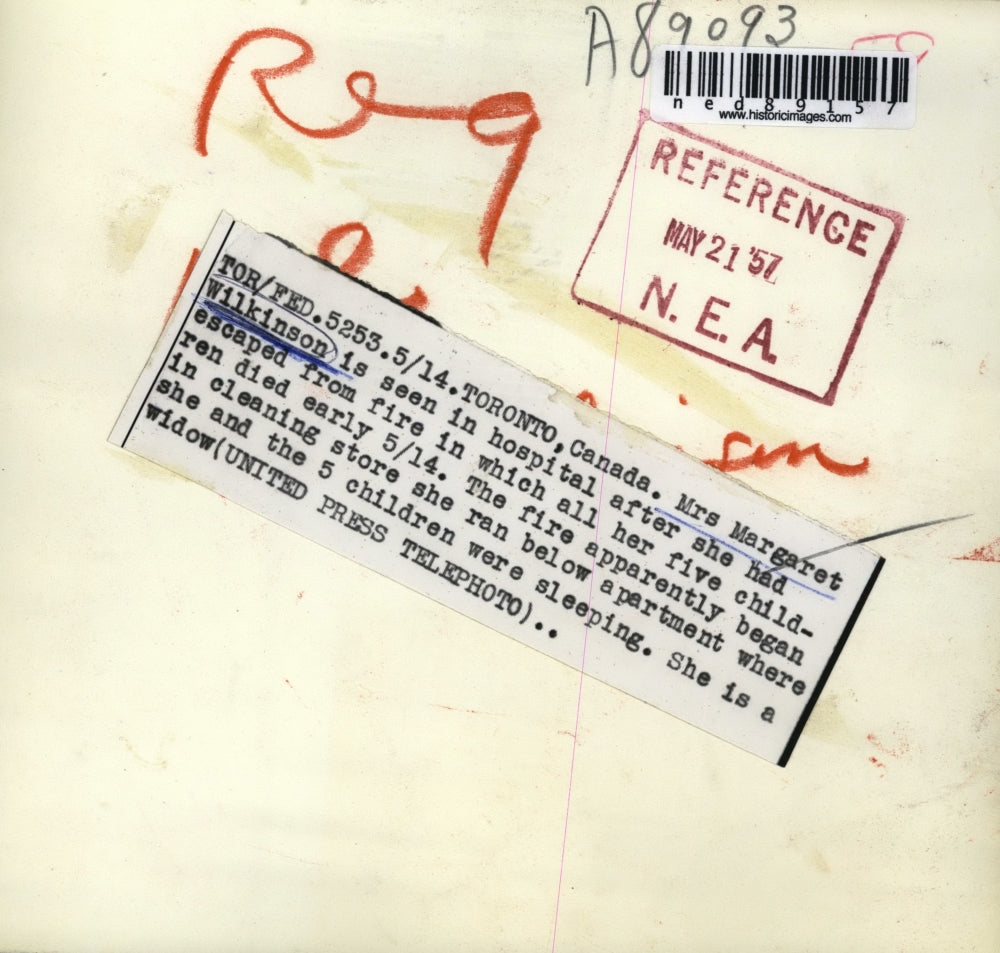 A89093
ned89157
www.historicimages.com
Reg
REFERENCE
MAY 21 '57
N. E. A.
TOR/FED.5253.5/14.TORONTO,Canada. Mrs Margaret
Wilkinson is seen in hospital after she had
escaped from fire in which all her five child-
ren died early 5/14. The fire apparently began
in cleaning store she ran below apartment where
she and the 5 children were sleeping. She is a
widow(UNITED PRESS TELEPHOTO)..